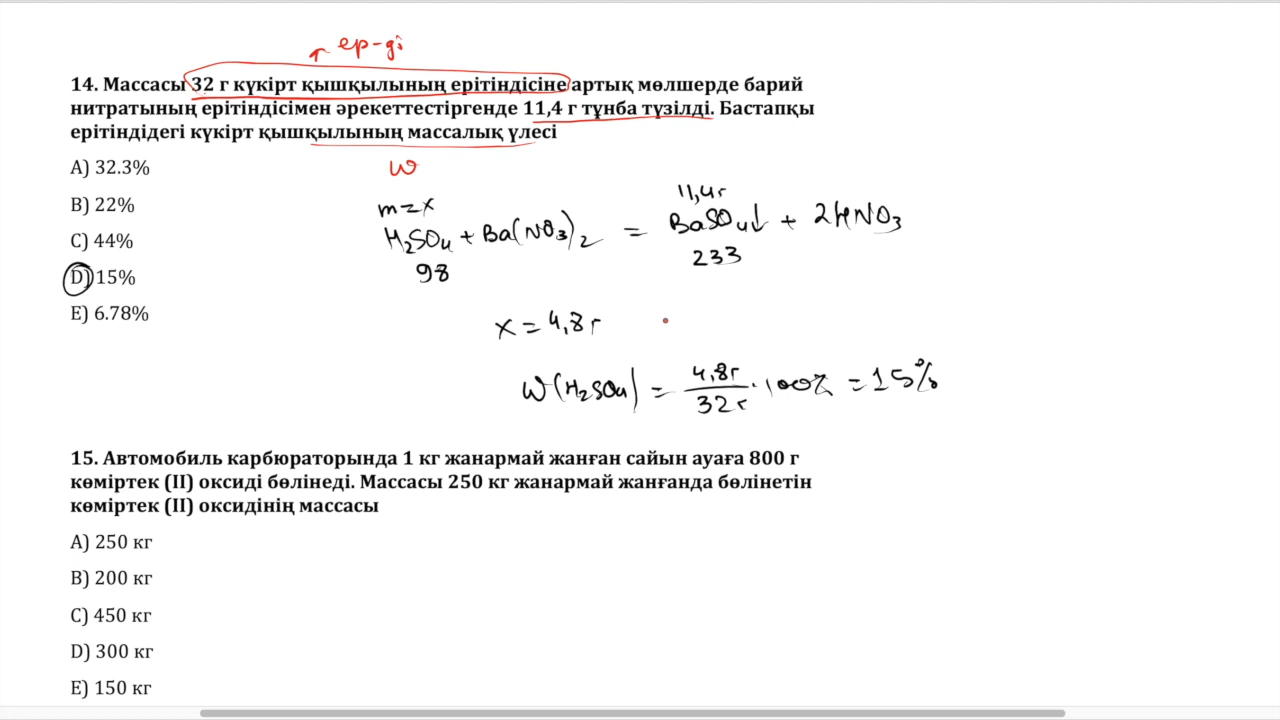 ер-ді
14. Массасы 32 г күкірт қышқылының ерітіндісіне артық мөлшерде барий
нитратының ерітіндісімен әрекеттестіргенде 11,4 г тұнба түзілді. Бастапқы
ерітіндідегі күкірт қышқылының массалық үлесі
A) 32.3%
W
B) 22%
m=x
11,4г
H₂SO₄ + Ba(NO₃)₂ = BaSO₄↓ + 2HNO₃
C) 44%
98
233
D) 15%
E) 6.78%
x = 4,8г
W(H₂SO₄) = 4,8г/32г · 100% = 15%
15. Автомобиль карбюраторында 1 кг жанармай жанған сайын ауаға 800 г
көміртек (II) оксиді бөлінеді. Массасы 250 кг жанармай жанғанда бөлінетін
көміртек (II) оксидінің массасы
A) 250 кг
B) 200 кг
C) 450 кг
D) 300 кг
E) 150 кг